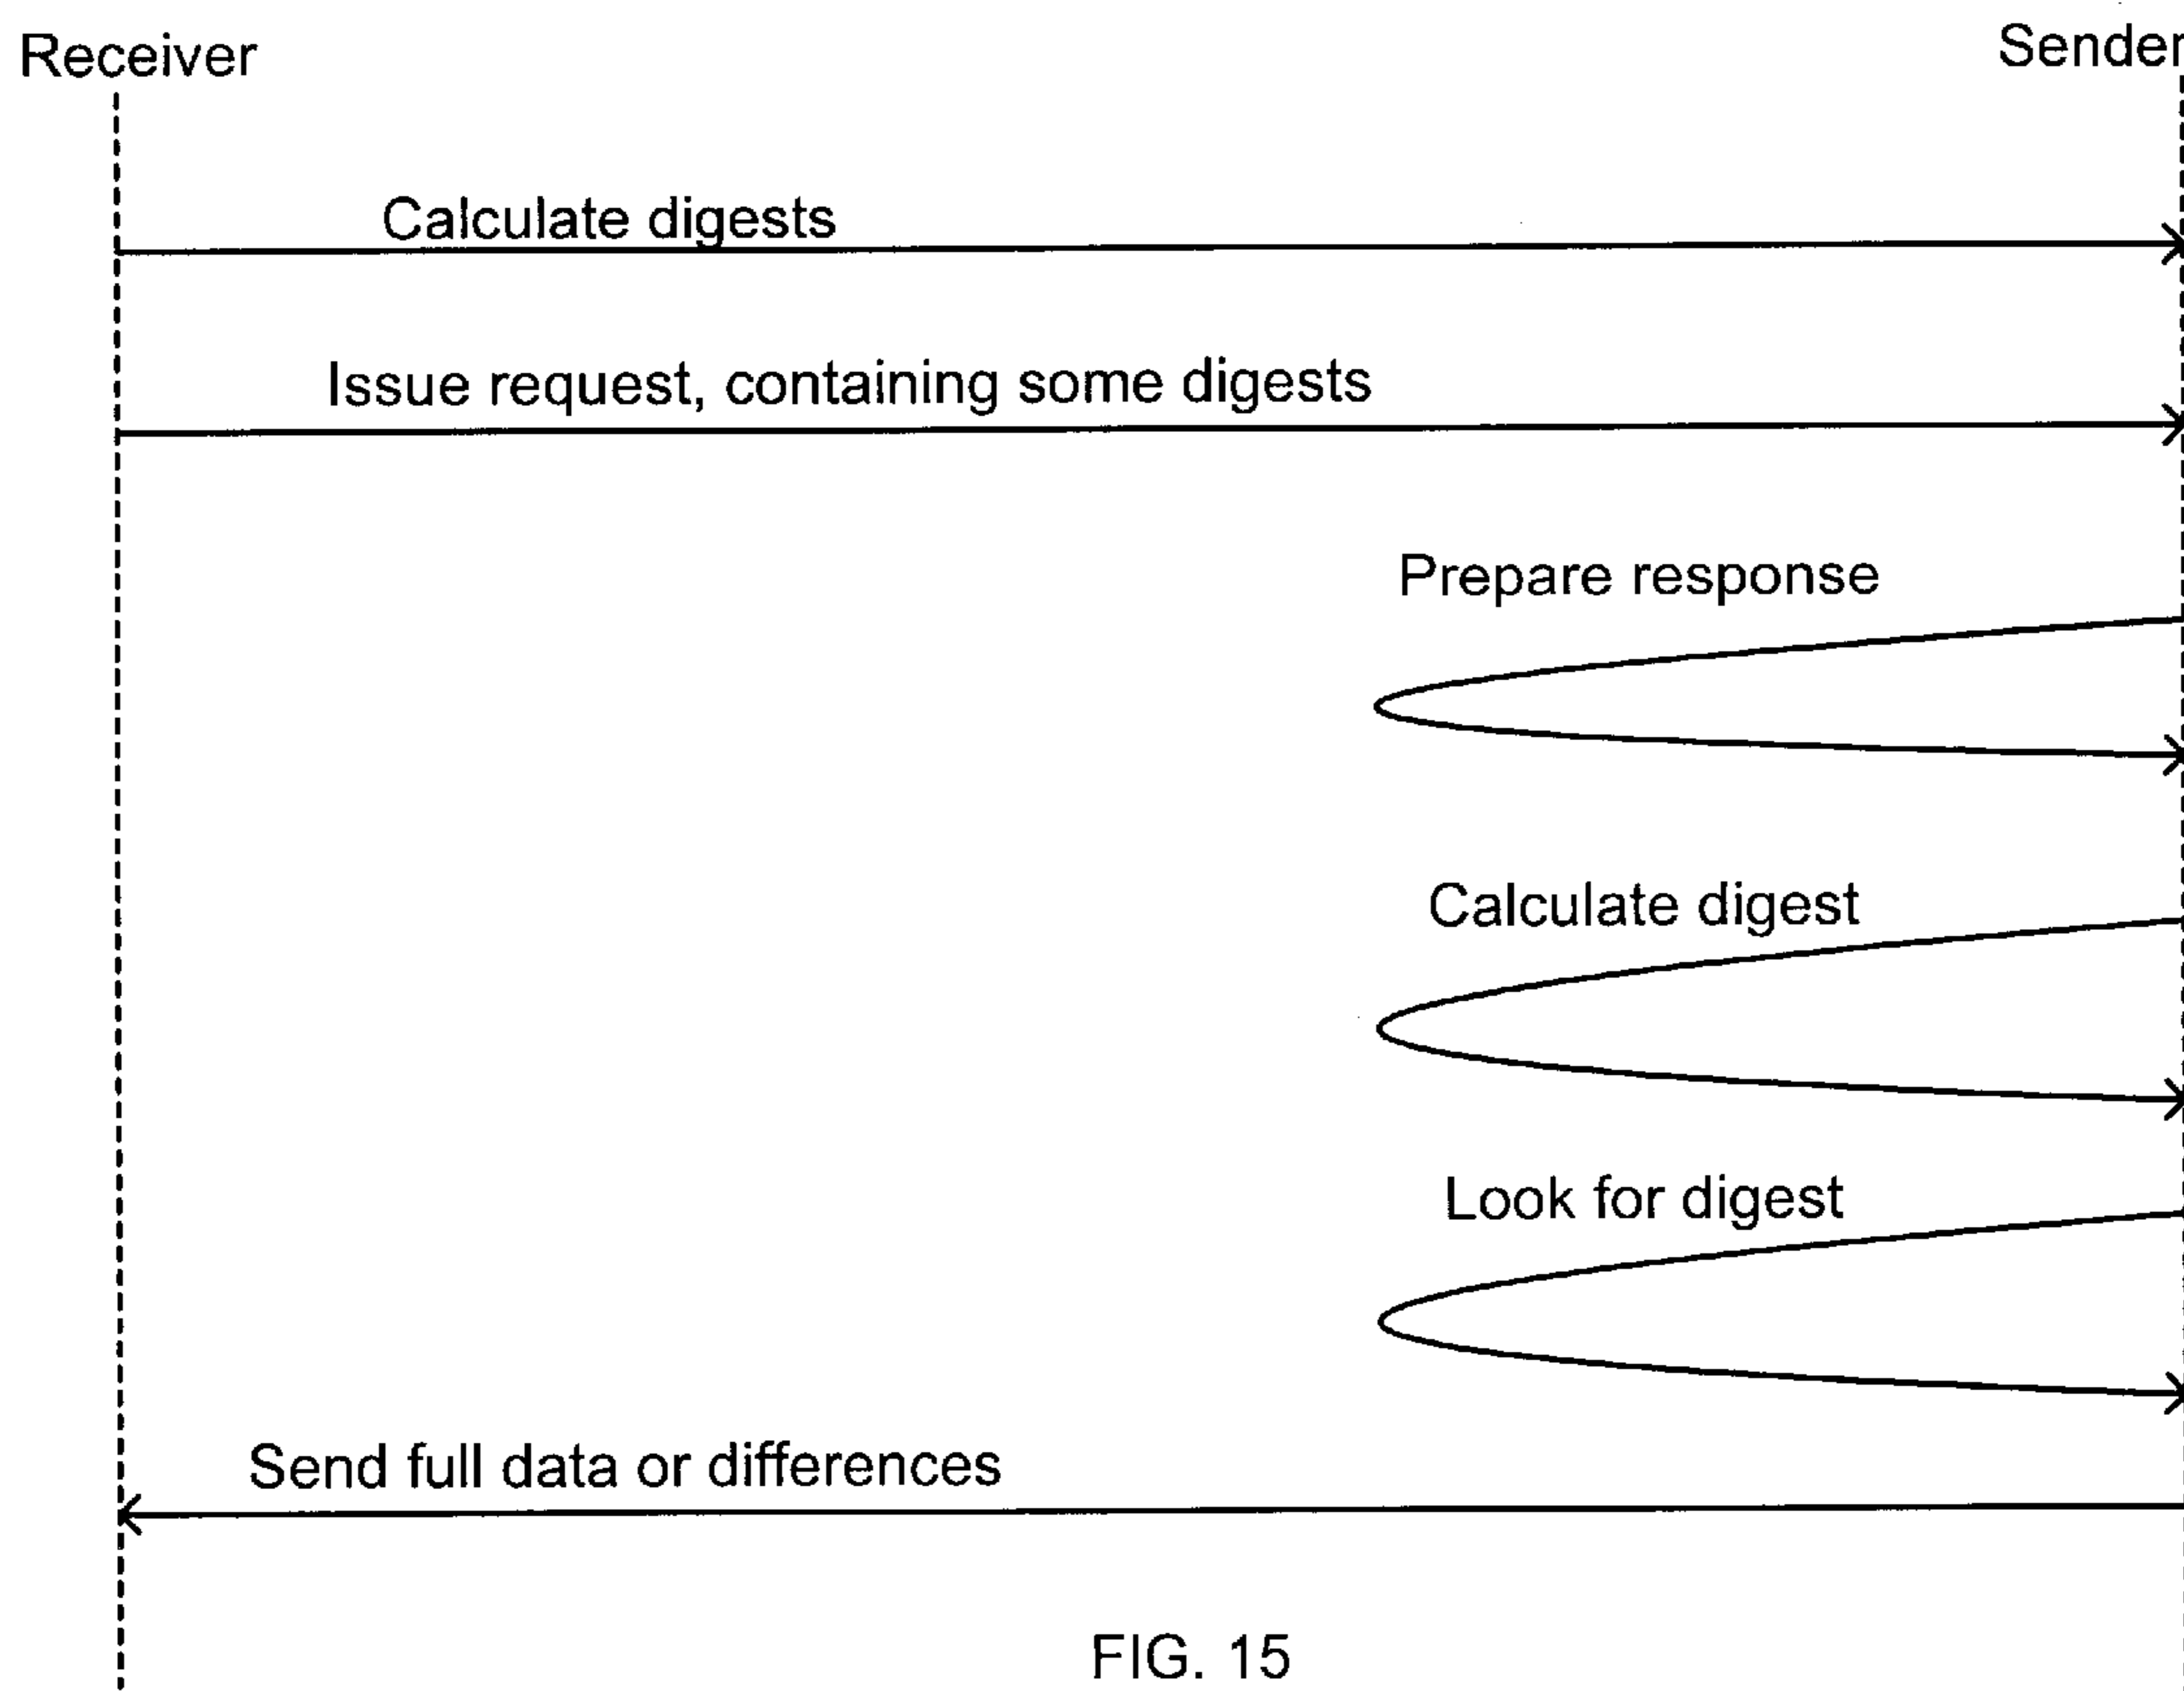 Receiver
Sender
Calculate digests
Issue request, containing some digests
Prepare response
Calculate digest
Look for digest
Send full data or differences
FIG. 15